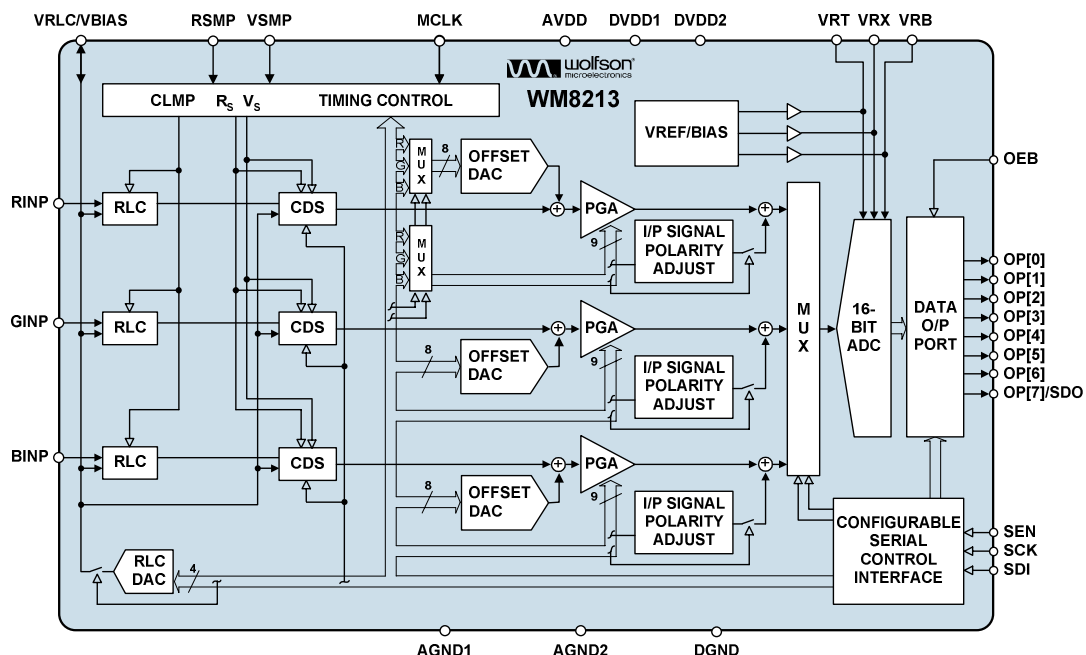 VRLC/VBIAS RSMP VSMP MCLK AVDD DVDD1 DVDD2 VRT VRX VRB
wolfson
microelectronics
WM8213
CLMP RS VS TIMING CONTROL
VREF/BIAS
OEB
R
G
B
MUX
8
OFFSET
DAC
RINP
RLC
CDS
+
PGA
9
I/P SIGNAL
POLARITY
ADJUST
+
R
G
B
MUX
GINP
RLC
CDS
+
PGA
9
8
OFFSET
DAC
I/P SIGNAL
POLARITY
ADJUST
+
MUX
16-
BIT
ADC
DATA
O/P
PORT
OP[0]
OP[1]
OP[2]
OP[3]
OP[4]
OP[5]
OP[6]
OP[7]/SDO
BINP
RLC
CDS
+
PGA
9
8
OFFSET
DAC
I/P SIGNAL
POLARITY
ADJUST
+
CONFIGURABLE
SERIAL
CONTROL
INTERFACE
SEN
SCK
SDI
RLC
DAC
4
AGND1 AGND2 DGND